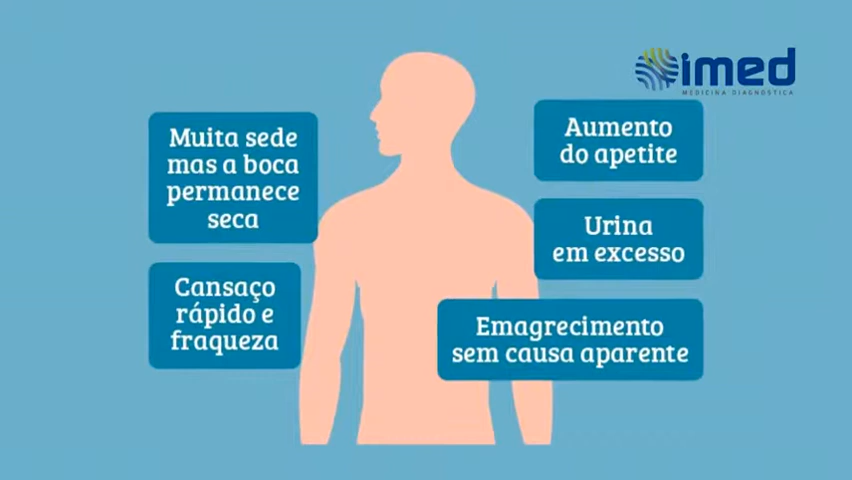 imed
MEDICINA DIAGNÓSTICA
Muita sede
mas a boca
permanece
seca
Cansaço
rápido e
fraqueza
Aumento
do apetite
Urina
em excesso
Emagrecimento
sem causa aparente